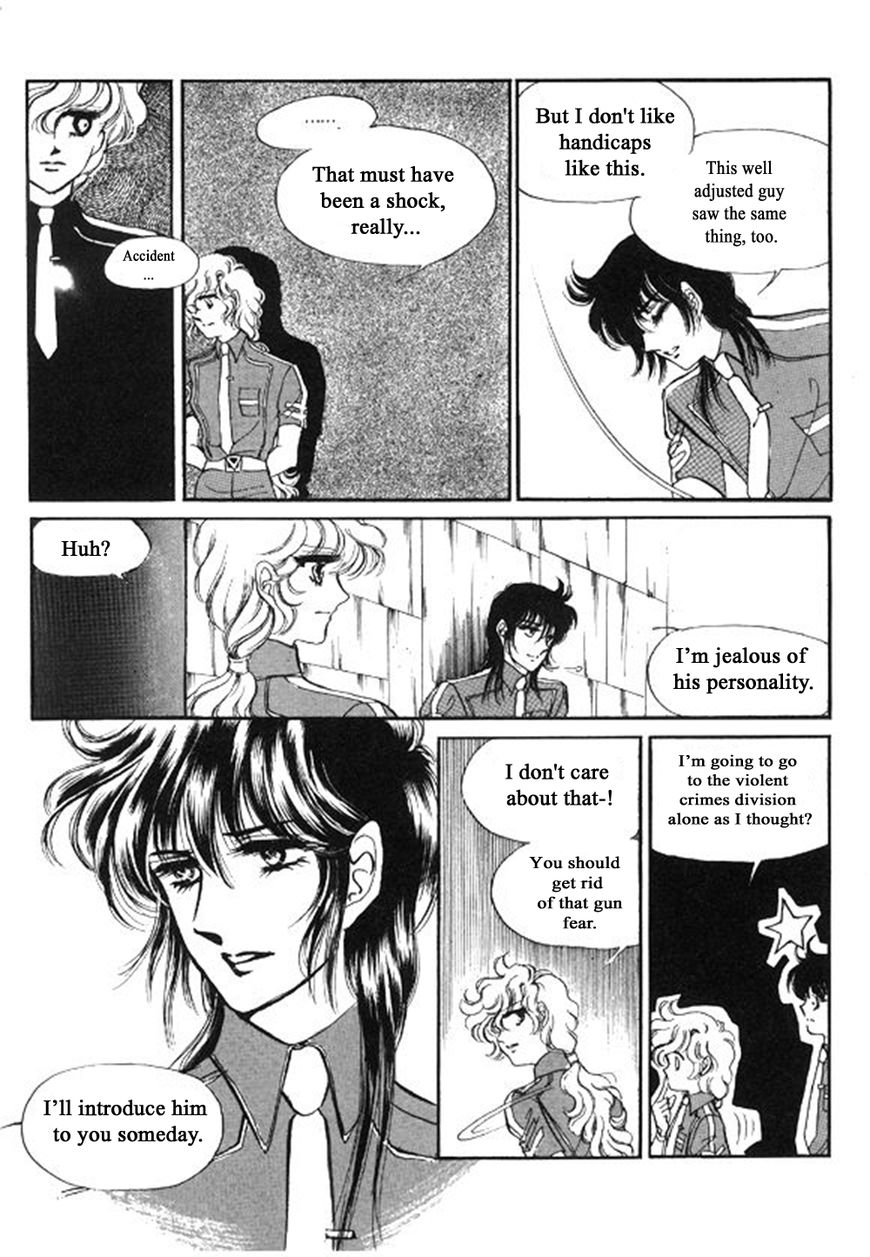 Accident
...
......
That must have
been a shock,
really...
But I don't like
handicaps
like this.
This well
adjusted guy
saw the same
thing, too.
Huh?
I'm jealous of
his personality.
I'll introduce him
to you someday.
I don't care
about that-!
You should
get rid
of that gun
fear.
I'm going to go
to the violent
crimes division
alone as I thought?